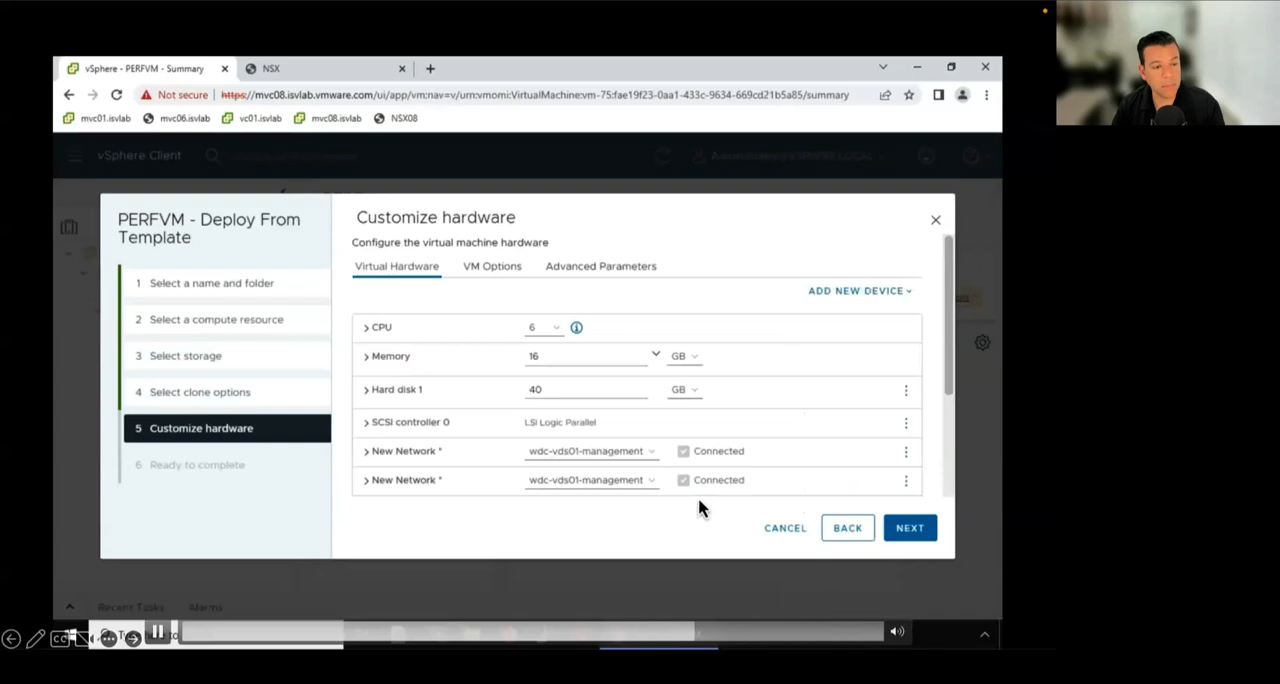 vSphere - PERFVM - Summary
NSX
Not secure
https://mvc08.isvlab.vmware.com/ui/app/vm;nav=v/urn:vmomi:VirtualMachine:vm-75:fae19f23-0aa1-433c-9634-669cd21b5a85/summary
mvc01.isvlab
mvc06.isvlab
vc01.isvlab
mvc08.isvlab
NSX08
vSphere Client
PERFVM - Deploy From
Template
1 Select a name and folder
2 Select a compute resource
3 Select storage
4 Select clone options
5 Customize hardware
6 Ready to complete
Customize hardware
Configure the virtual machine hardware
Virtual Hardware
VM Options
Advanced Parameters
ADD NEW DEVICE
CPU 6
Memory 16 GB
Hard disk 1 40 GB
SCSI controller 0 LSI Logic Parallel
New Network * wdc-vds01-management Connected
New Network * wdc-vds01-management Connected
CANCEL
BACK
NEXT
Recent Tasks
Alarms
CC